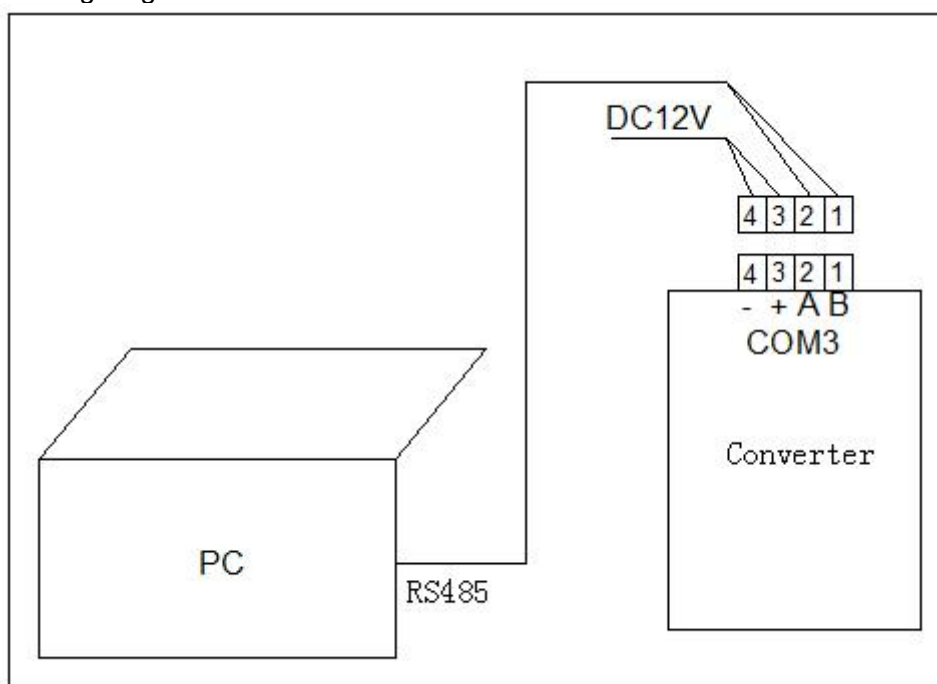 DC12V
4 3 2 1
4 3 2 1
- + A B
COM3
Converter
PC
RS485